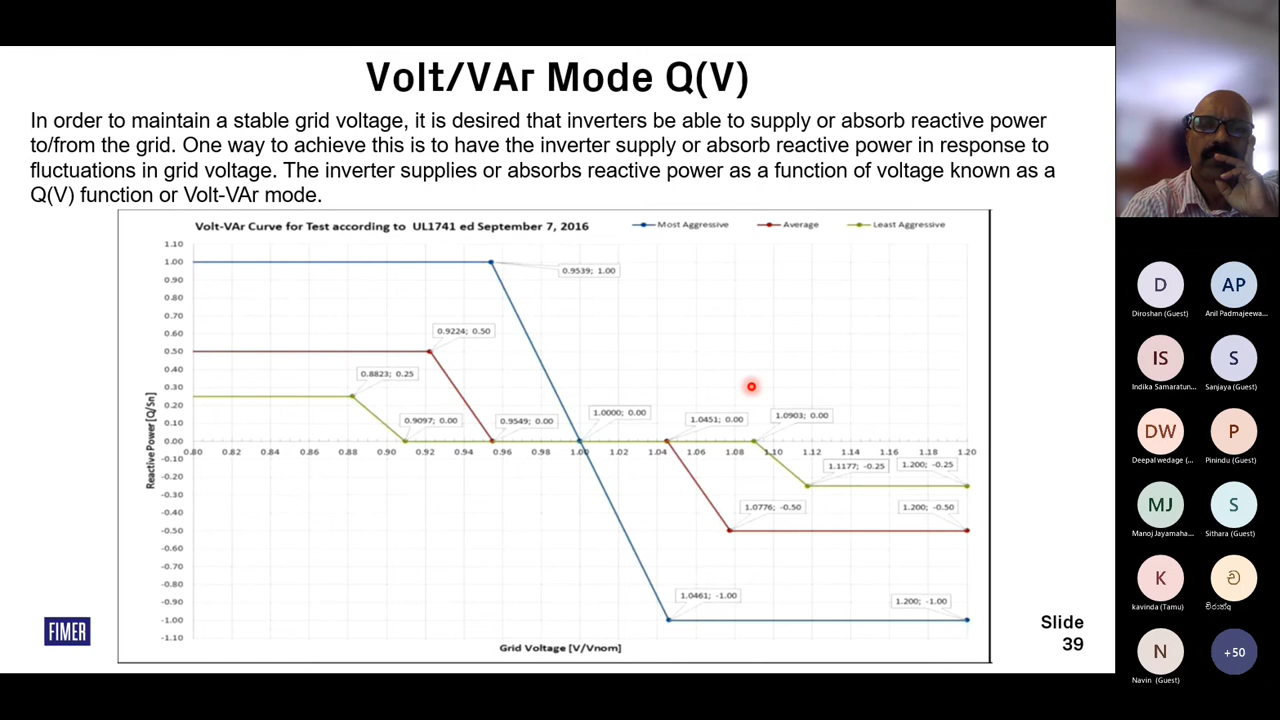 Volt/VAr Mode Q(V)
In order to maintain a stable grid voltage, it is desired that inverters be able to supply or absorb reactive power
to/from the grid. One way to achieve this is to have the inverter supply or absorb reactive power in response to
fluctuations in grid voltage. The inverter supplies or absorbs reactive power as a function of voltage known as a
Q(V) function or Volt-VAr mode.
Volt-VAr Curve for Test according to UL1741 ed September 7, 2016
Most Aggressive
Average
Least Aggressive
1.10
1.00
0.90
0.80
0.70
0.60
0.50
0.40
0.30
0.20
0.10
0.00
-0.10
-0.20
-0.30
-0.40
-0.50
-0.60
-0.70
-0.80
-0.90
-1.00
-1.10
Reactive Power [Q/Sn]
0.9539; 1.00
0.9224; 0.50
0.8823; 0.25
0.9097; 0.00
0.9549; 0.00
1.0000; 0.00
1.0451; 0.00
1.0903; 0.00
0.80 0.82 0.84 0.86 0.88 0.90 0.92 0.94 0.96 0.98 1.00 1.02 1.04 1.06 1.08 1.10 1.12 1.14 1.16 1.18 1.20
1.1177; -0.25
1.200; -0.25
1.0776; -0.50
1.200; -0.50
1.0461; -1.00
1.200; -1.00
Grid Voltage [V/Vnom]
FIMER
Slide
39
D
AP
Diroshan (Guest)
Anil Padmajeewa...
IS
S
Indika Samaratun...
Sanjaya (Guest)
DW
P
Deepal wedage (...
Pinindu (Guest)
MJ
S
Manoj Jayamaha...
Sithara (Guest)
K
kavinda (Tamu)
N
+50
Navin (Guest)